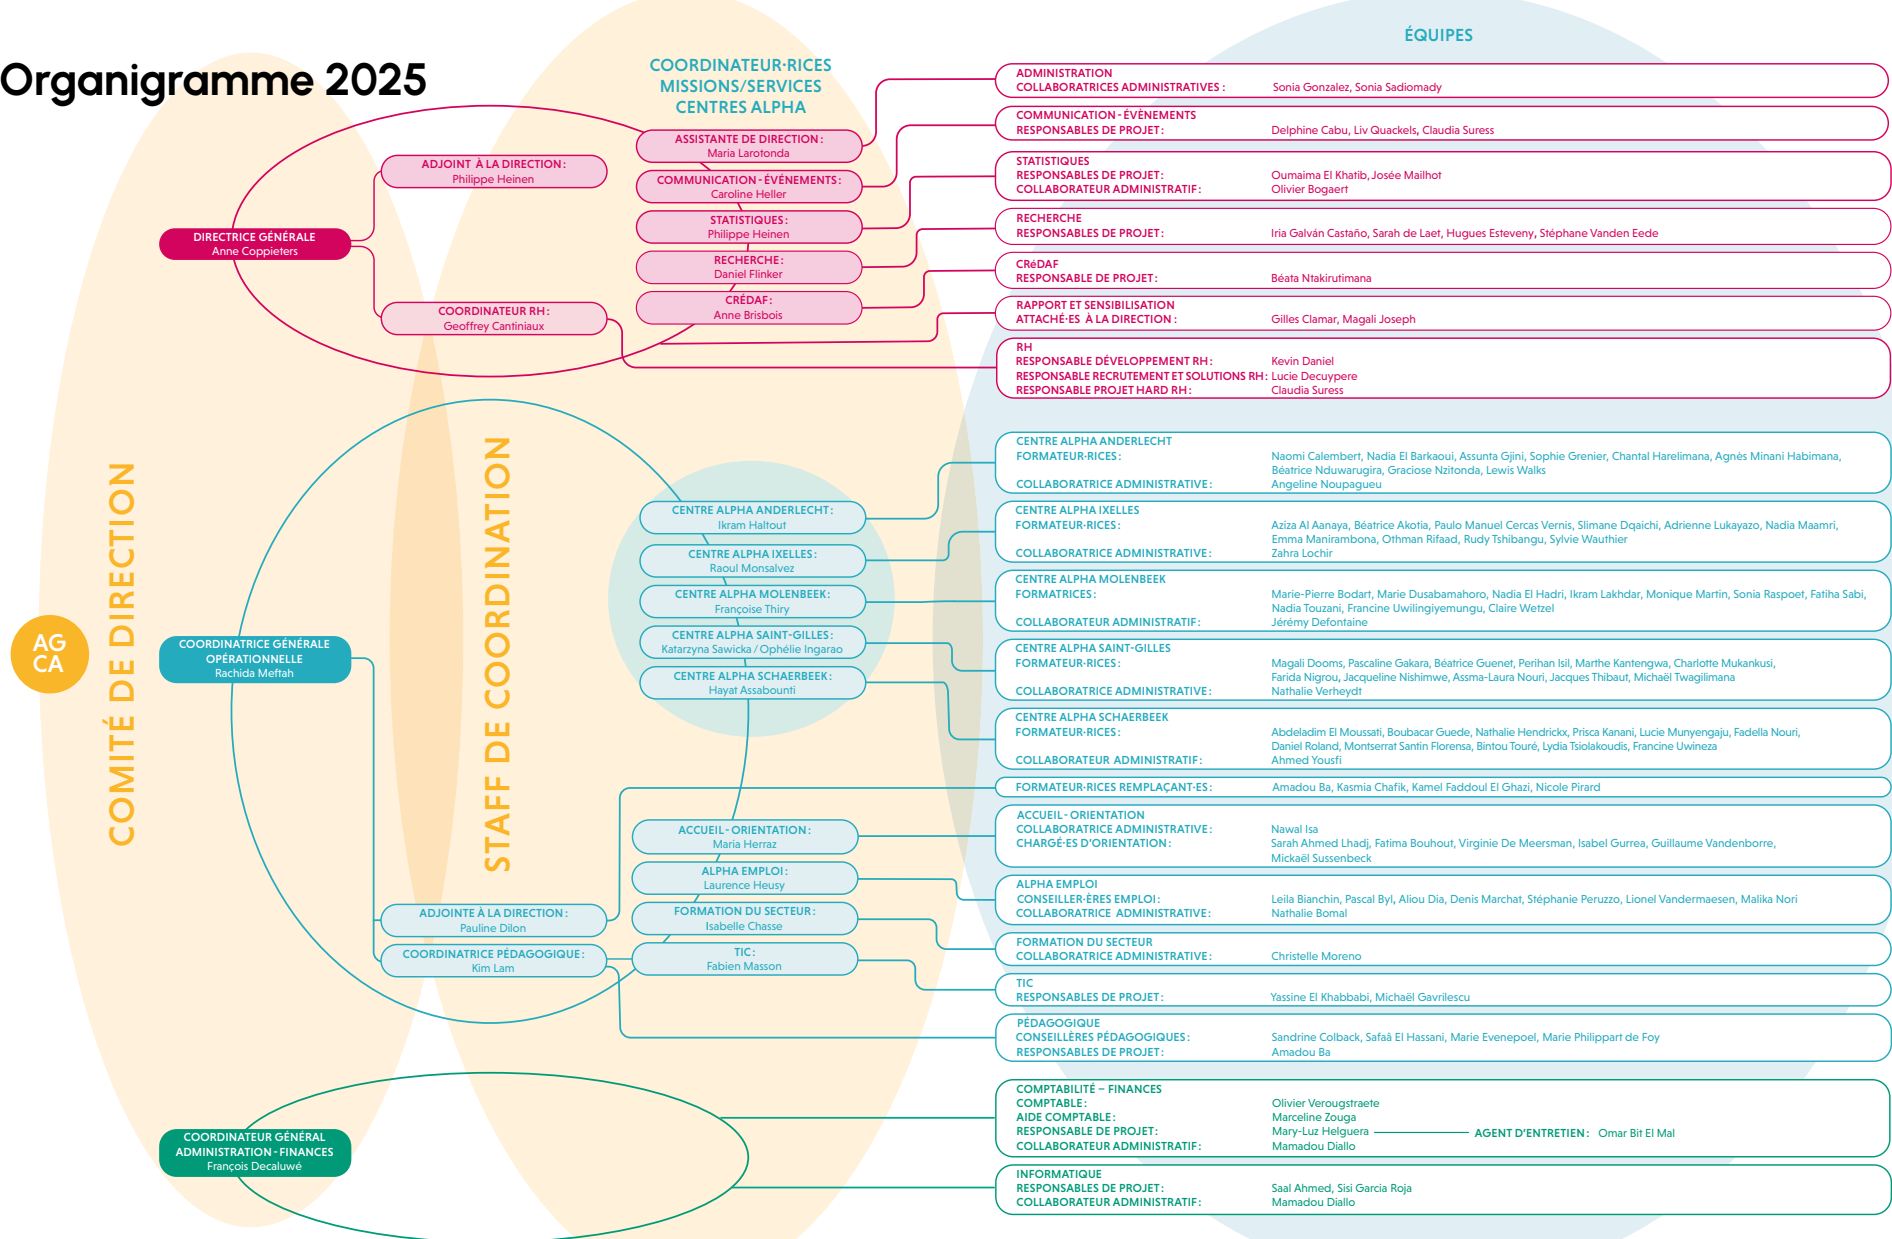 Organigramme 2025
COORDINATEUR·RICES
MISSIONS/SERVICES
CENTRES ALPHA
ÉQUIPES
AG
CA
COMITÉ DE DIRECTION
STAFF DE COORDINATION
DIRECTRICE GÉNÉRALE
Anne Coppieters
ADJOINT À LA DIRECTION :
Philippe Heinen
COORDINATEUR RH :
Geoffrey Cantiniaux
ASSISTANTE DE DIRECTION :
Maria Larotonda
COMMUNICATION - ÉVÉNEMENTS :
Caroline Heller
STATISTIQUES :
Philippe Heinen
RECHERCHE :
Daniel Flinker
CRÉDAF :
Anne Brisbois
ADMINISTRATION
COLLABORATRICES ADMINISTRATIVES : Sonia Gonzalez, Sonia Sadiomady
COMMUNICATION - ÉVÈNEMENTS
RESPONSABLES DE PROJET : Delphine Cabu, Liv Quackels, Claudia Suress
STATISTIQUES
RESPONSABLES DE PROJET : Oumaima El Khatib, Josée Mailhot
COLLABORATEUR ADMINISTRATIF : Olivier Bogaert
RECHERCHE
RESPONSABLES DE PROJET : Iria Galván Castaño, Sarah de Laet, Hugues Esteveny, Stéphane Vanden Eede
CRéDAF
RESPONSABLE DE PROJET : Béata Ntakirutimana
RAPPORT ET SENSIBILISATION
ATTACHÉ·ES À LA DIRECTION : Gilles Clamar, Magali Joseph
RH
RESPONSABLE DÉVELOPPEMENT RH : Kevin Daniel
RESPONSABLE RECRUTEMENT ET SOLUTIONS RH : Lucie Decuypere
RESPONSABLE PROJET HARD RH : Claudia Suress
COORDINATRICE GÉNÉRALE
OPÉRATIONNELLE
Rachida Meftah
CENTRE ALPHA ANDERLECHT :
Ikram Haltout
CENTRE ALPHA IXELLES :
Raoul Monsalvez
CENTRE ALPHA MOLENBEEK :
Françoise Thiry
CENTRE ALPHA SAINT-GILLES :
Katarzyna Sawicka / Ophélie Ingarao
CENTRE ALPHA SCHAERBEEK :
Hayat Assabounti
CENTRE ALPHA ANDERLECHT
FORMATEUR·RICES : Naomi Calembert, Nadia El Barkaoui, Assunta Gjini, Sophie Grenier, Chantal Harelimana, Agnès Minani Habimana,
Béatrice Nduwarugira, Graciose Nzitonda, Lewis Walks
COLLABORATRICE ADMINISTRATIVE : Angeline Noupagueu
CENTRE ALPHA IXELLES
FORMATEUR·RICES : Aziza Al Aanaya, Béatrice Akotia, Paulo Manuel Cercas Vernis, Slimane Dqaichi, Adrienne Lukayazo, Nadia Maamri,
Emma Manirambona, Othman Rifaad, Rudy Tshibangu, Sylvie Wauthier
COLLABORATRICE ADMINISTRATIVE : Zahra Lochir
CENTRE ALPHA MOLENBEEK
FORMATRICES : Marie-Pierre Bodart, Marie Dusabamahoro, Nadia El Hadri, Ikram Lakhdar, Monique Martin, Sonia Raspoet, Fatiha Sabi,
Nadia Touzani, Francine Uwilingiyemungu, Claire Wetzel
COLLABORATEUR ADMINISTRATIF : Jérémy Defontaine
CENTRE ALPHA SAINT-GILLES
FORMATEUR·RICES : Magali Dooms, Pascaline Gakara, Béatrice Guenet, Perihan Isil, Marthe Kantengwa, Charlotte Mukankusi,
Farida Nigrou, Jacqueline Nishimwe, Assma-Laura Nouri, Jacques Thibaut, Michaël Twagilimana
COLLABORATRICE ADMINISTRATIVE : Nathalie Verheydt
CENTRE ALPHA SCHAERBEEK
FORMATEUR·RICES : Abdeladim El Moussati, Boubacar Guede, Nathalie Hendrickx, Prisca Kanani, Lucie Munyengaju, Fadella Nouri,
Daniel Roland, Montserrat Santin Florensa, Bintou Touré, Lydia Tsiolakoudis, Francine Uwineza
COLLABORATEUR ADMINISTRATIF : Ahmed Yousfi
FORMATEUR·RICES REMPLAÇANT·ES : Amadou Ba, Kasmia Chafik, Kamel Faddoul El Ghazi, Nicole Pirard
ADJOINTE À LA DIRECTION :
Pauline Dilon
COORDINATRICE PÉDAGOGIQUE :
Kim Lam
ACCUEIL - ORIENTATION :
Maria Herraz
ALPHA EMPLOI :
Laurence Heusy
FORMATION DU SECTEUR :
Isabelle Chasse
TIC :
Fabien Masson
ACCUEIL - ORIENTATION
COLLABORATRICE ADMINISTRATIVE : Nawal Isa
CHARGÉ·ES D'ORIENTATION : Sarah Ahmed Lhadj, Fatima Bouhout, Virginie De Meersman, Isabel Gurrea, Guillaume Vandenborre,
Mickaël Sussenbeck
ALPHA EMPLOI
CONSEILLER·ÈRES EMPLOI : Leila Bianchin, Pascal Byl, Aliou Dia, Denis Marchat, Stéphanie Peruzzo, Lionel Vandermaesen, Malika Nori
COLLABORATRICE ADMINISTRATIVE : Nathalie Bomal
FORMATION DU SECTEUR
COLLABORATRICE ADMINISTRATIVE : Christelle Moreno
TIC
RESPONSABLES DE PROJET : Yassine El Khabbabi, Michaël Gavrilescu
PÉDAGOGIQUE
CONSEILLÈRES PÉDAGOGIQUES : Sandrine Colback, Safaâ El Hassani, Marie Evenepoel, Marie Philippart de Foy
RESPONSABLES DE PROJET : Amadou Ba
COORDINATEUR GÉNÉRAL
ADMINISTRATION - FINANCES
François Decaluwé
COMPTABILITÉ – FINANCES
COMPTABLE : Olivier Verougstraete
AIDE COMPTABLE : Marceline Zouga
RESPONSABLE DE PROJET : Mary-Luz Helguera AGENT D'ENTRETIEN : Omar Bit El Mal
COLLABORATEUR ADMINISTRATIF : Mamadou Diallo
INFORMATIQUE
RESPONSABLES DE PROJET : Saal Ahmed, Sisi Garcia Roja
COLLABORATEUR ADMINISTRATIF : Mamadou Diallo